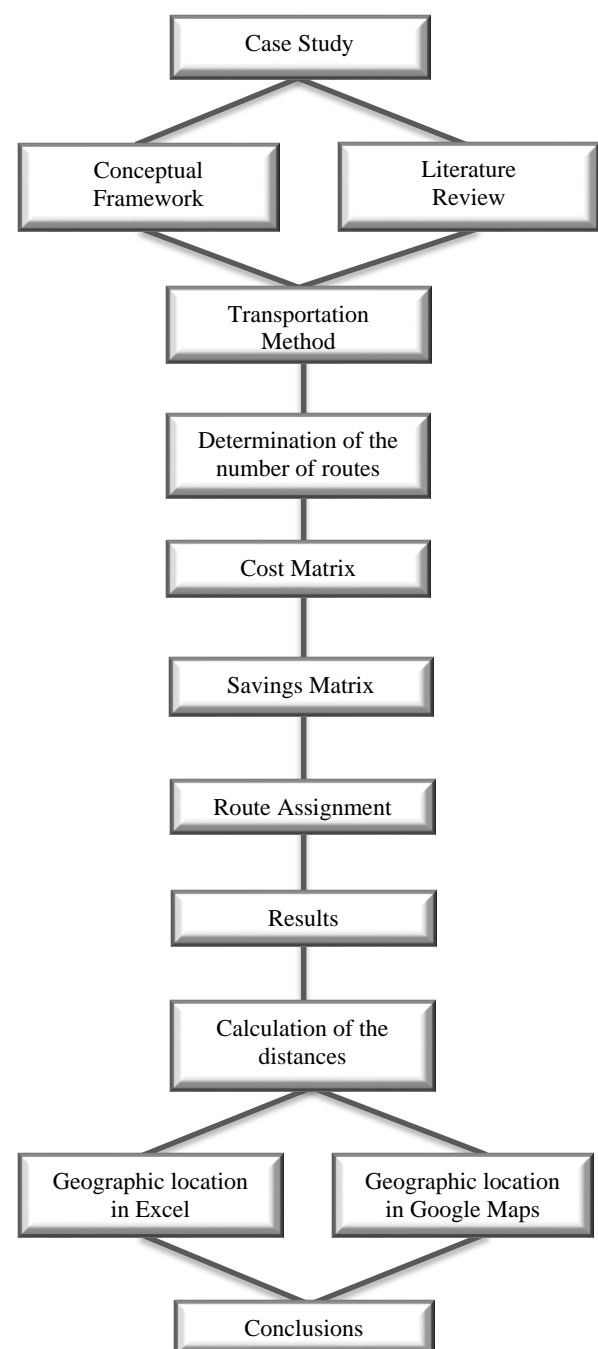 Case Study
Conceptual
Framework
Literature
Review
Transportation
Method
Determination of the
number of routes
Cost Matrix
Savings Matrix
Route Assignment
Results
Calculation of the
distances
Geographic location
in Excel
Geographic location
in Google Maps
Conclusions